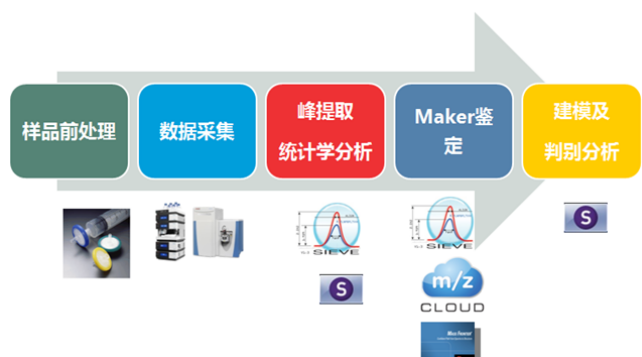 样品前处理
数据采集
峰提取
统计学分析
Maker鉴
定
建模及
判别分析
SIEVE
S
SIEVE
m/z
CLOUD
S